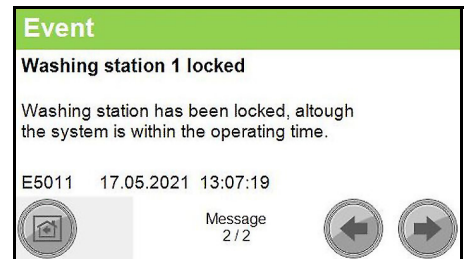 Event
Washing station 1 locked
Washing station has been locked, altough
the system is within the operating time.
E5011 17.05.2021 13:07:19
Message
2 / 2